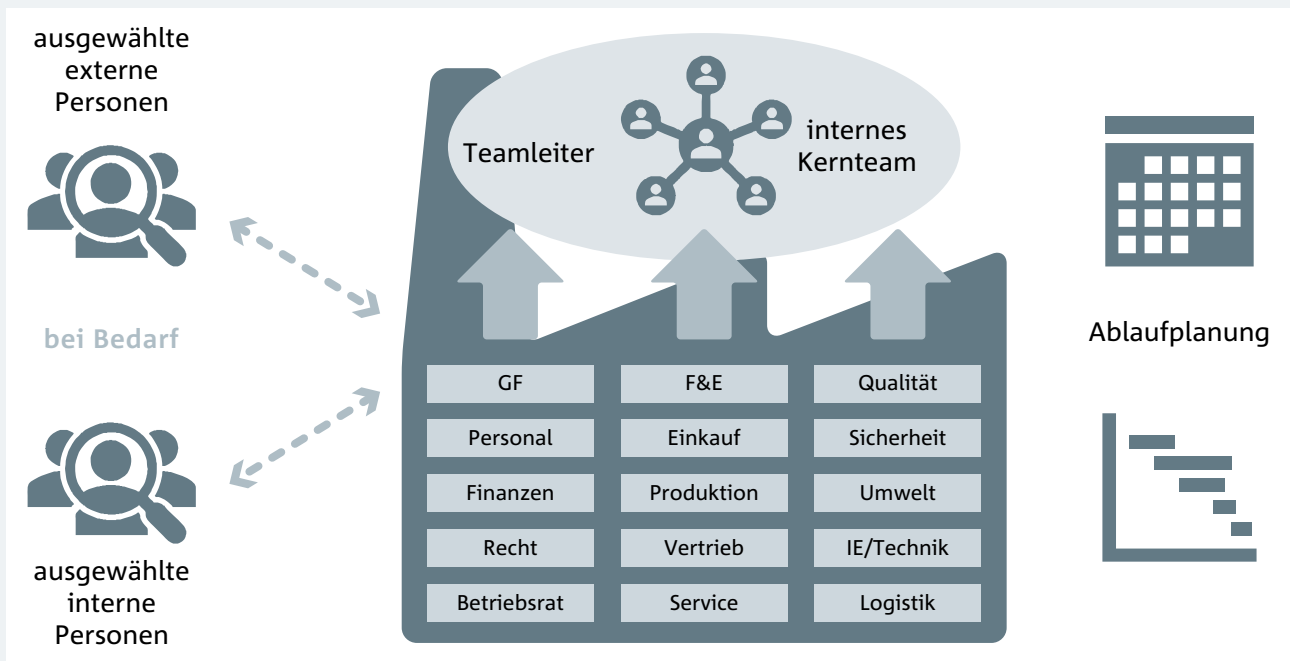 ausgewählte
externe
Personen
bei Bedarf
ausgewählte
interne
Personen
Teamleiter
internes
Kernteam
GF
F&E
Qualität
Personal
Einkauf
Sicherheit
Finanzen
Produktion
Umwelt
Recht
Vertrieb
IE/Technik
Betriebsrat
Service
Logistik
Ablaufplanung